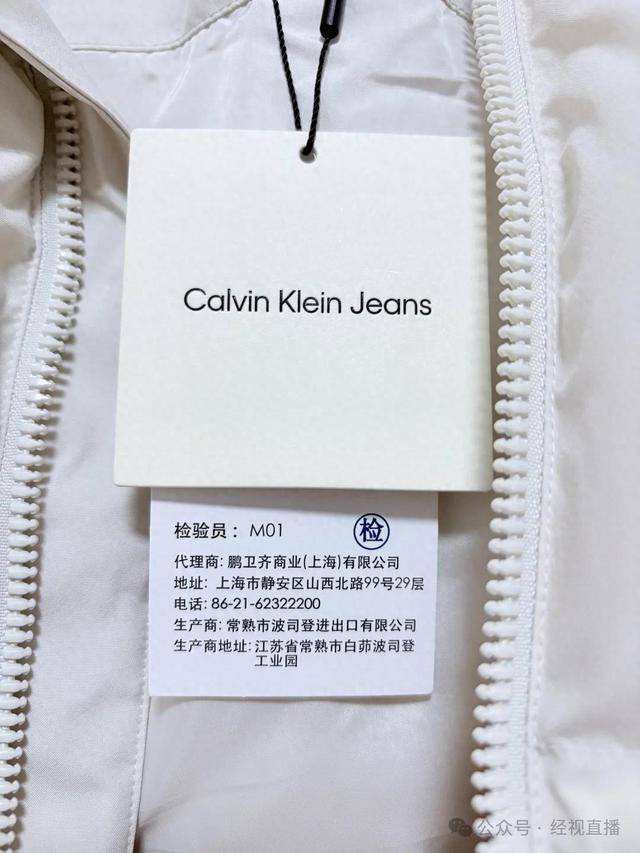 Calvin Klein Jeans
检验员: M01 检
代理商: 鹏卫齐商业(上海)有限公司
地址: 上海市静安区山西北路99号29层
电话: 86-21-62322200
生产商: 常熟市波司登进出口有限公司
生产商地址: 江苏省常熟市白茆波司登
工业园
公众号·经视直播